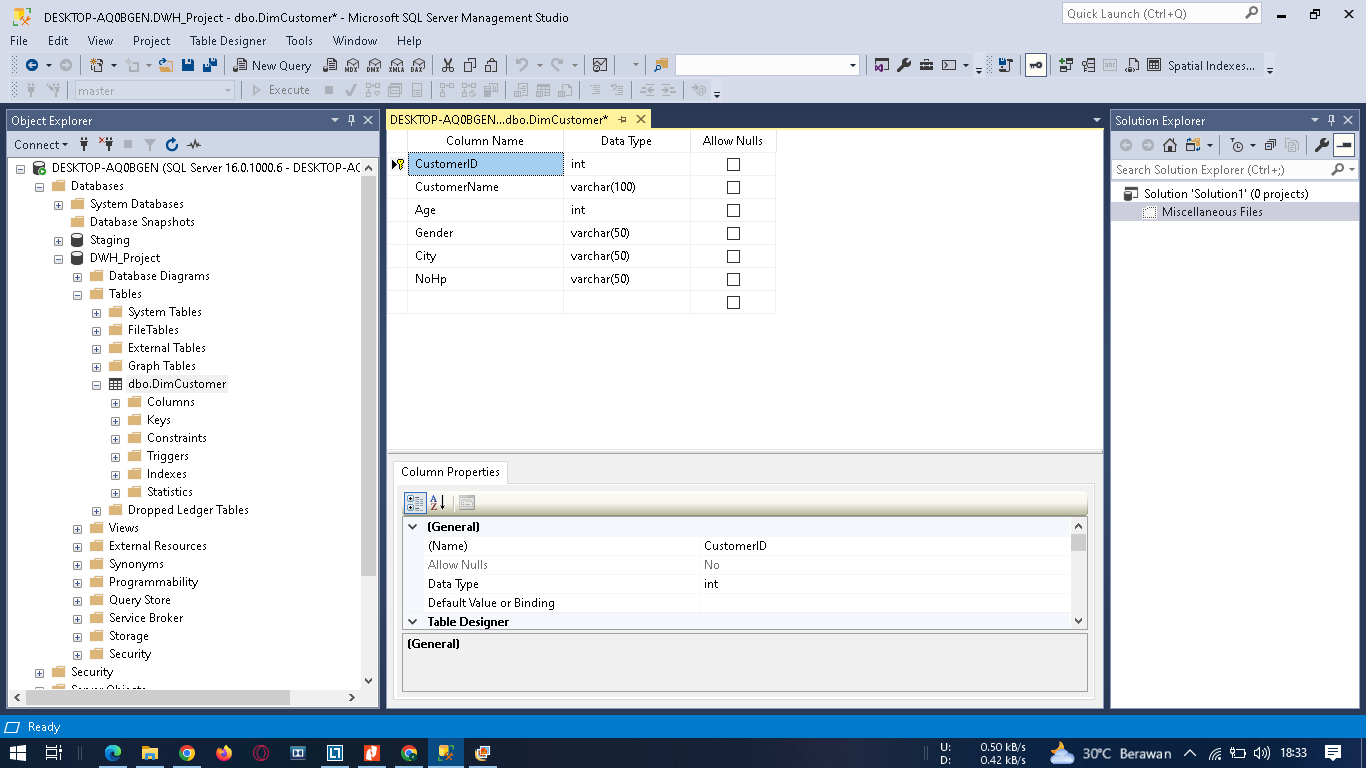 DESKTOP-AQ0BGEN.DWH_Project - dbo.DimCustomer* - Microsoft SQL Server Management Studio
Quick Launch (Ctrl+Q)
File Edit View Project Table Designer Tools Window Help
New Query MDX DMX XMLA DAX Spatial Indexes...
master Execute
Object Explorer
Connect
DESKTOP-AQ0BGEN (SQL Server 16.0.1000.6 - DESKTOP-AQ
Databases
System Databases
Database Snapshots
Staging
DWH_Project
Database Diagrams
Tables
System Tables
FileTables
External Tables
Graph Tables
dbo.DimCustomer
Columns
Keys
Constraints
Triggers
Indexes
Statistics
Dropped Ledger Tables
Views
External Resources
Synonyms
Programmability
Query Store
Service Broker
Storage
Security
Security
Server Objects
DESKTOP-AQ0BGEN...dbo.DimCustomer*
Column Name Data Type Allow Nulls
CustomerID int
CustomerName varchar(100)
Age int
Gender varchar(50)
City varchar(50)
NoHp varchar(50)
Column Properties
(General)
(Name) CustomerID
Allow Nulls No
Data Type int
Default Value or Binding
Table Designer
(General)
Solution Explorer
Search Solution Explorer (Ctrl+;)
Solution 'Solution1' (0 projects)
Miscellaneous Files
Ready
U: 0.50 kB/s
D: 0.42 kB/s
30°C Berawan
18:33